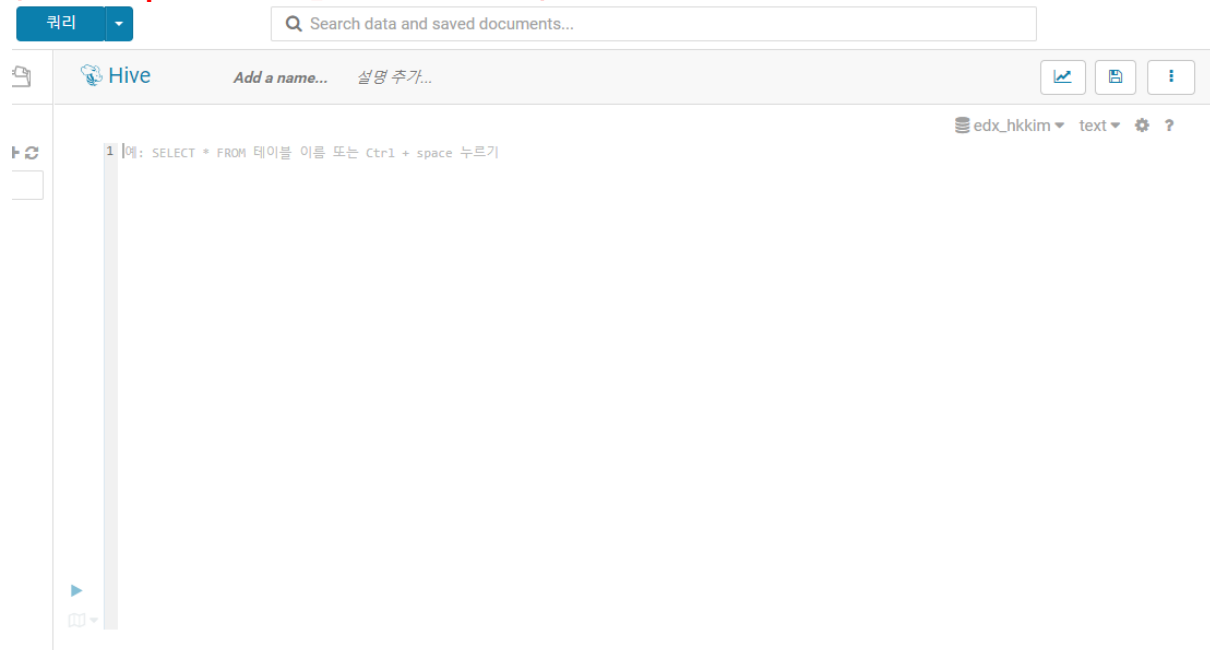 쿼리
Search data and saved documents...
Hive Add a name... 설명 추가...
edx_hkkim text ?
1 예: SELECT * FROM 테이블 이름 또는 Ctrl + space 누르기